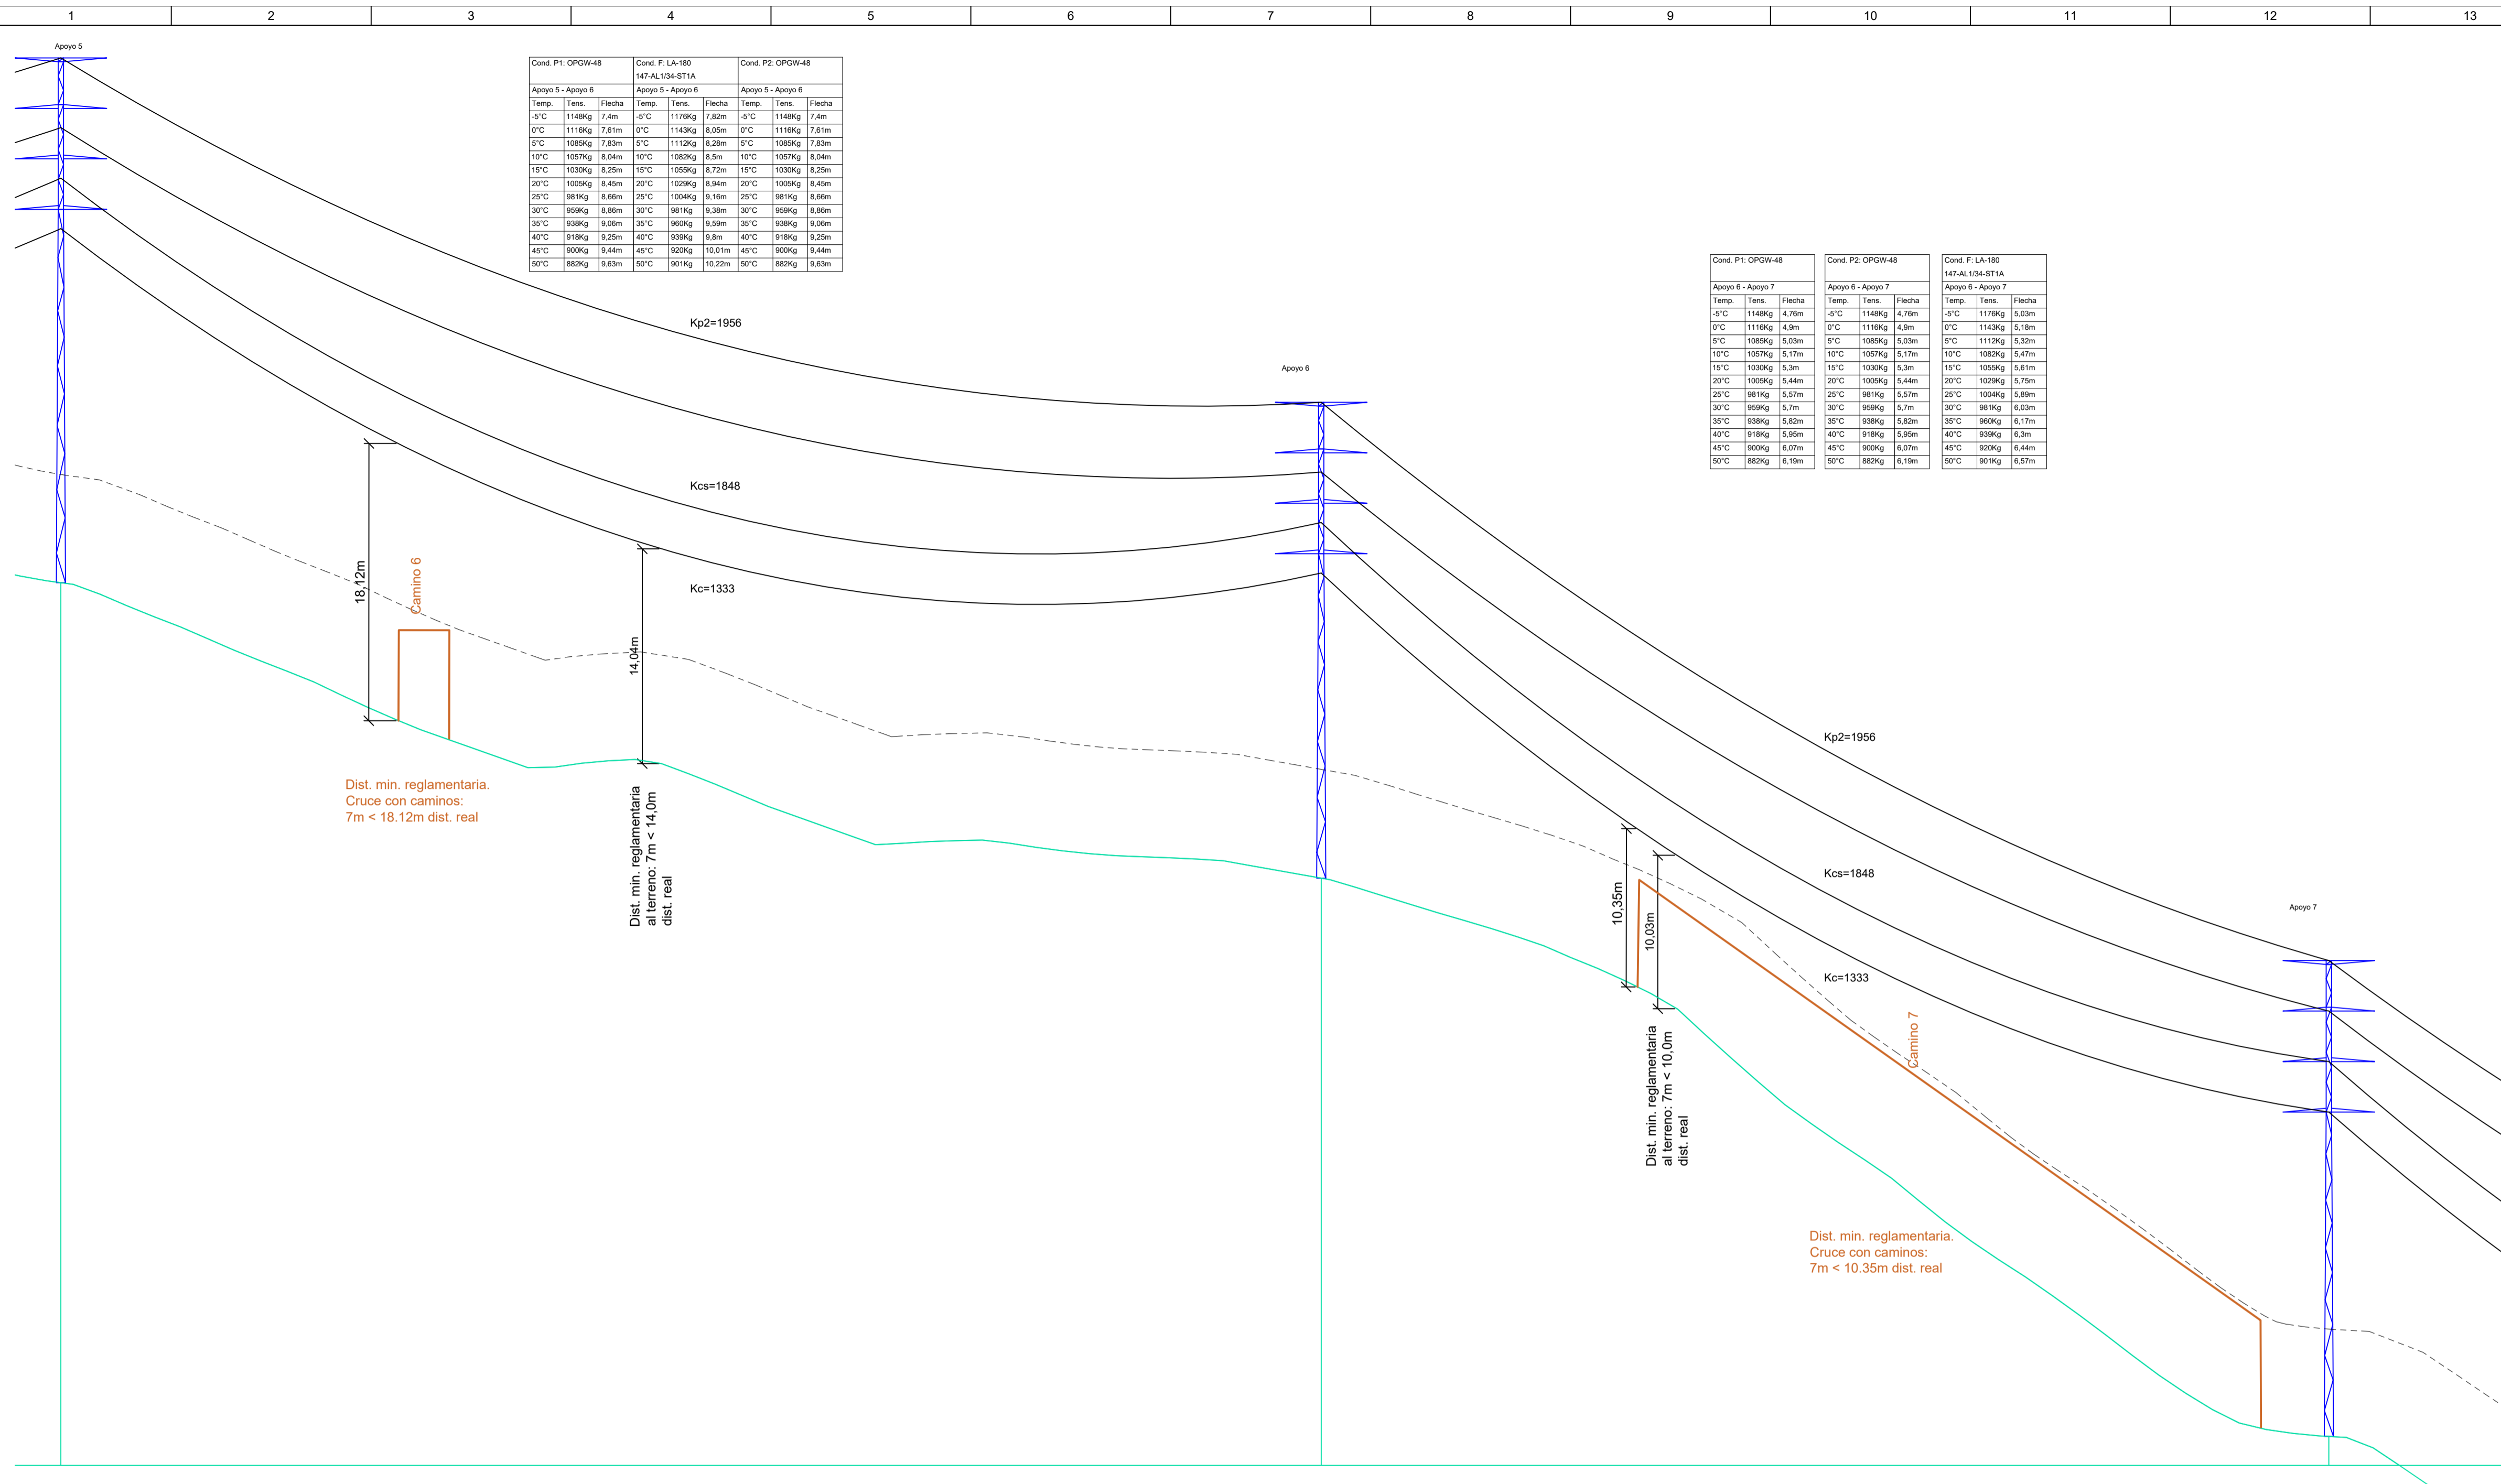 1 2 3 4 5 6 7 8 9 10 11 12 13
Apoyo 5
Cond. P1: OPGW-48 Cond. F: LA-180 Cond. P2: OPGW-48
147-AL1/34-ST1A
Apoyo 5 - Apoyo 6 Apoyo 5 - Apoyo 6 Apoyo 5 - Apoyo 6
Temp. Tens. Flecha Temp. Tens. Flecha Temp. Tens. Flecha
-5°C 1148Kg 7,4m -5°C 1176Kg 7,82m -5°C 1148Kg 7,4m
0°C 1116Kg 7,61m 0°C 1143Kg 8,05m 0°C 1116Kg 7,61m
5°C 1085Kg 7,83m 5°C 1112Kg 8,28m 5°C 1085Kg 7,83m
10°C 1057Kg 8,04m 10°C 1082Kg 8,5m 10°C 1057Kg 8,04m
15°C 1030Kg 8,25m 15°C 1055Kg 8,72m 15°C 1030Kg 8,25m
20°C 1005Kg 8,45m 20°C 1029Kg 8,94m 20°C 1005Kg 8,45m
25°C 981Kg 8,66m 25°C 1004Kg 9,16m 25°C 981Kg 8,66m
30°C 959Kg 8,86m 30°C 981Kg 9,38m 30°C 959Kg 8,86m
35°C 938Kg 9,06m 35°C 960Kg 9,59m 35°C 938Kg 9,06m
40°C 918Kg 9,25m 40°C 939Kg 9,8m 40°C 918Kg 9,25m
45°C 900Kg 9,44m 45°C 920Kg 10,01m 45°C 900Kg 9,44m
50°C 882Kg 9,63m 50°C 901Kg 10,22m 50°C 882Kg 9,63m
Cond. P1: OPGW-48 Cond. P2: OPGW-48 Cond. F: LA-180
147-AL1/34-ST1A
Apoyo 6 - Apoyo 7 Apoyo 6 - Apoyo 7 Apoyo 6 - Apoyo 7
Temp. Tens. Flecha Temp. Tens. Flecha Temp. Tens. Flecha
-5°C 1148Kg 4,76m -5°C 1148Kg 4,76m -5°C 1176Kg 5,03m
0°C 1116Kg 4,9m 0°C 1116Kg 4,9m 0°C 1143Kg 5,18m
5°C 1085Kg 5,03m 5°C 1085Kg 5,03m 5°C 1112Kg 5,32m
10°C 1057Kg 5,17m 10°C 1057Kg 5,17m 10°C 1082Kg 5,47m
15°C 1030Kg 5,3m 15°C 1030Kg 5,3m 15°C 1055Kg 5,61m
20°C 1005Kg 5,44m 20°C 1005Kg 5,44m 20°C 1029Kg 5,75m
25°C 981Kg 5,57m 25°C 981Kg 5,57m 25°C 1004Kg 5,89m
30°C 959Kg 5,7m 30°C 959Kg 5,7m 30°C 981Kg 6,03m
35°C 938Kg 5,82m 35°C 938Kg 5,82m 35°C 960Kg 6,17m
40°C 918Kg 5,95m 40°C 918Kg 5,95m 40°C 939Kg 6,3m
45°C 900Kg 6,07m 45°C 900Kg 6,07m 45°C 920Kg 6,44m
50°C 882Kg 6,19m 50°C 882Kg 6,19m 50°C 901Kg 6,57m
Kp2=1956
Apoyo 6
Kcs=1848
Kc=1333
18,12m
Camino 6
14,04m
Dist. min. reglamentaria.
Cruce con caminos:
7m < 18.12m dist. real
Dist. min. reglamentaria
al terreno: 7m < 14,0m
dist. real
Kp2=1956
Kcs=1848
Apoyo 7
Kc=1333
10,35m
10,03m
Camino 7
Dist. min. reglamentaria
al terreno: 7m < 10,0m
dist. real
Dist. min. reglamentaria.
Cruce con caminos:
7m < 10.35m dist. real